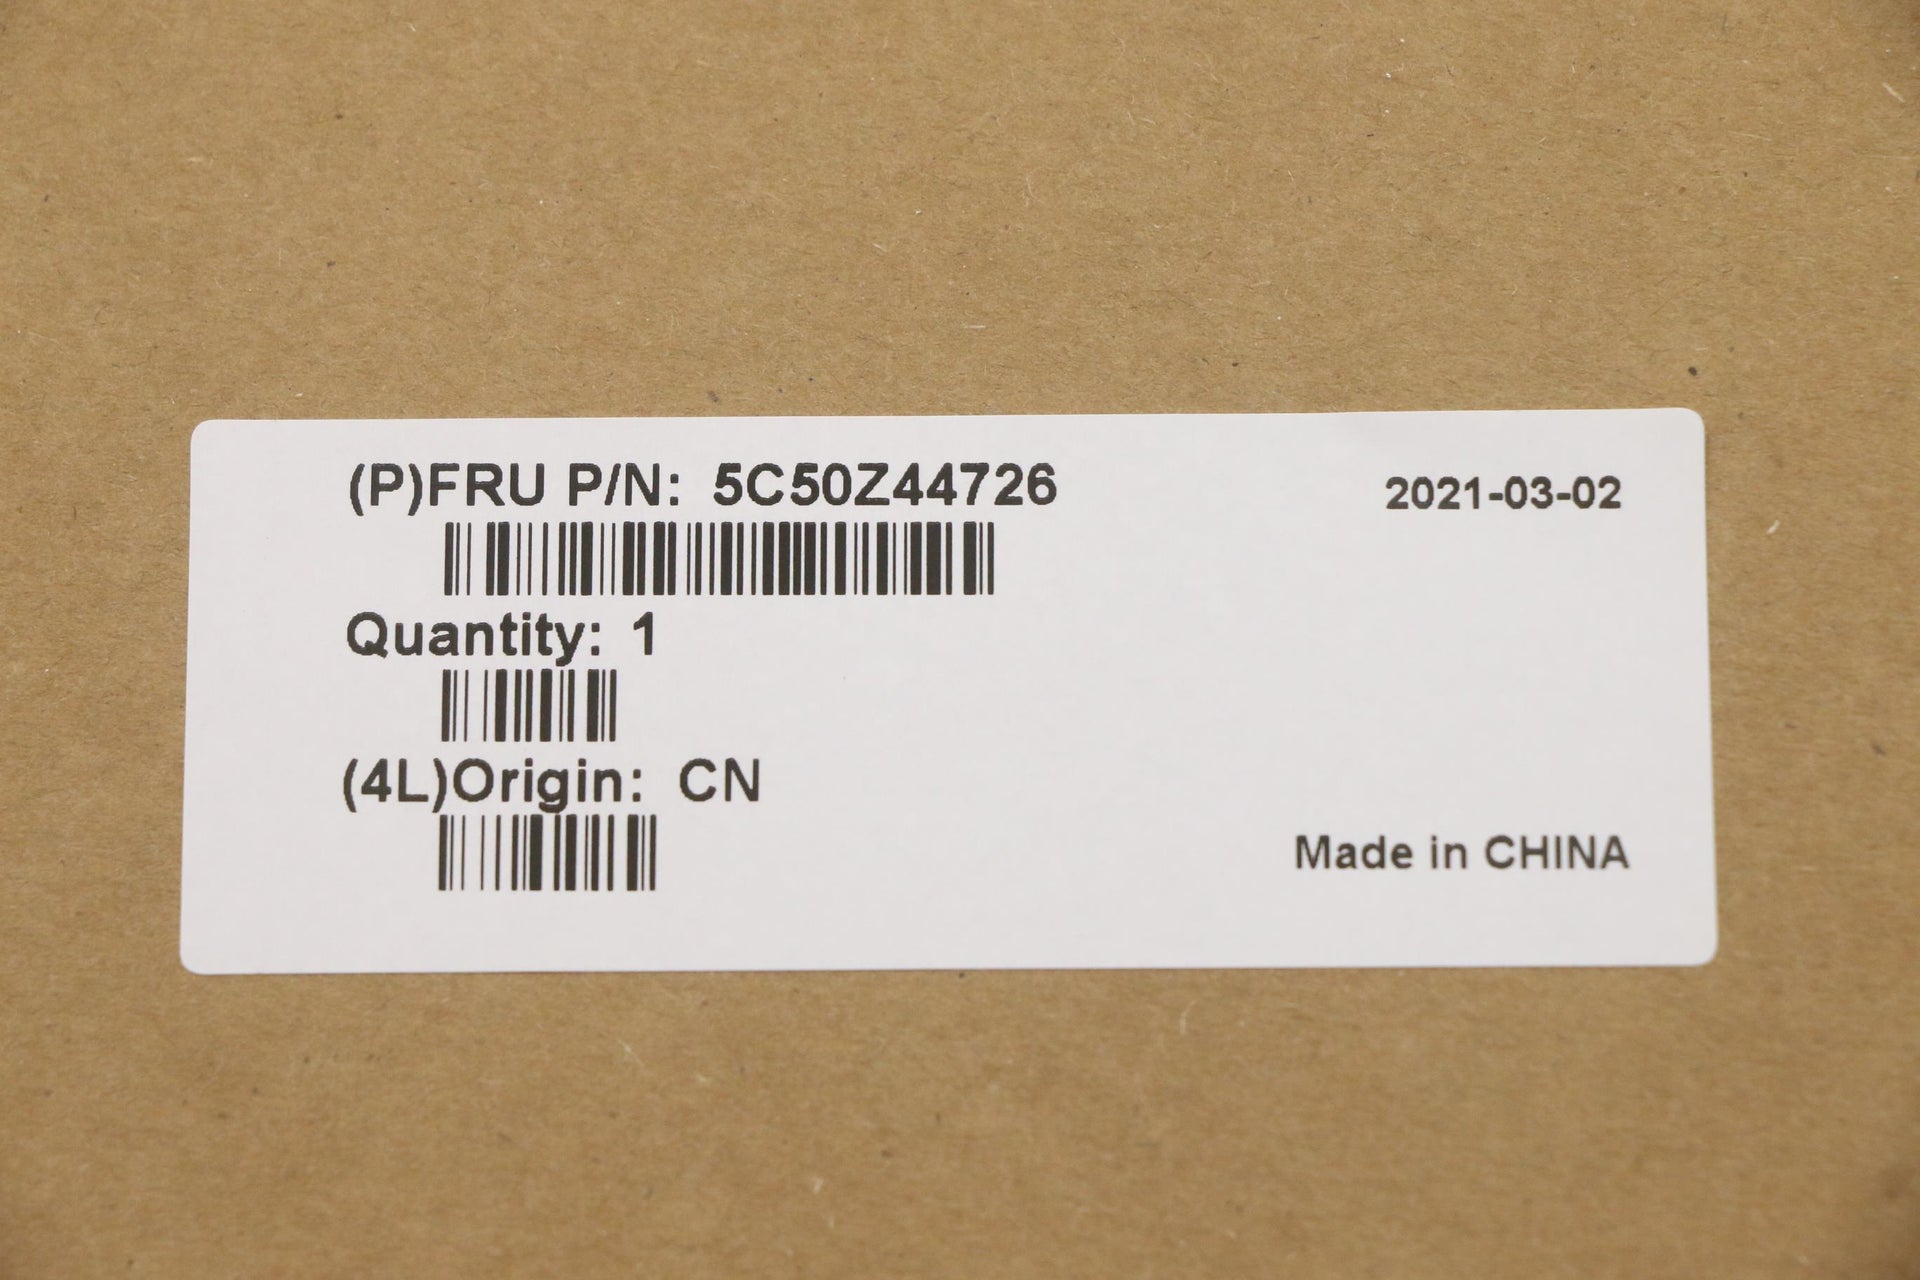 (P)FRU P/N: 5C50Z44726
2021-03-02
Quantity: 1
(4L)Origin: CN
Made in CHINA